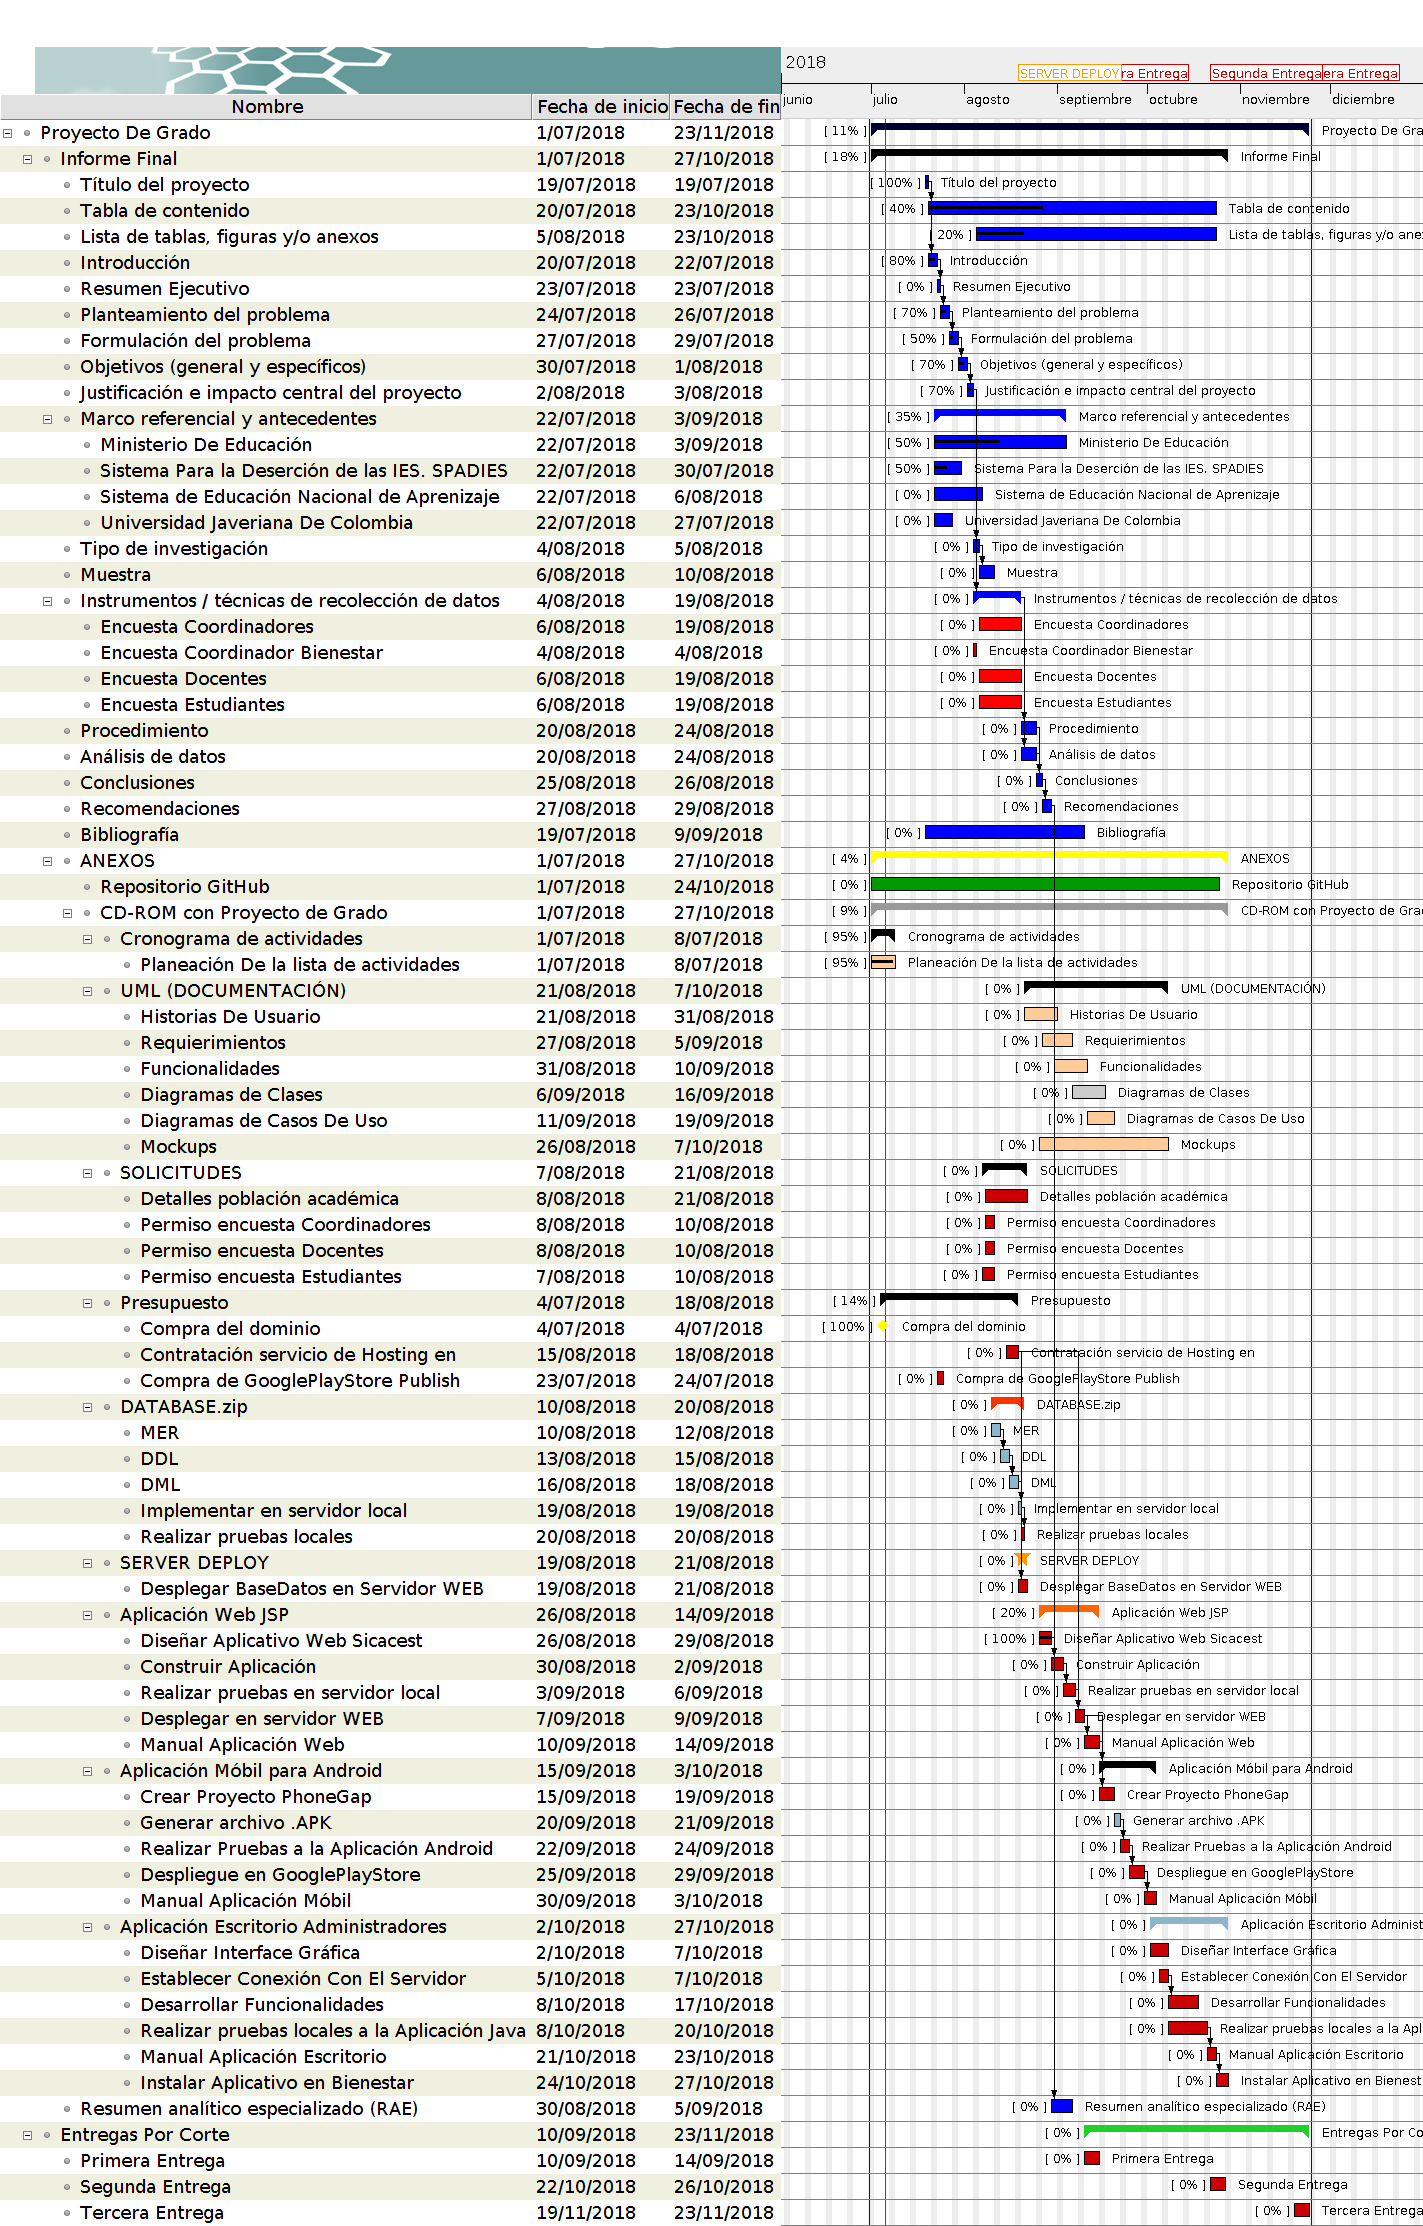 2018
SERVER DEPLOY ra Entrega Segunda Entrega era Entrega
Nombre Fecha de inicio Fecha de fin junio julio agosto septiembre octubre noviembre diciembre
Proyecto De Grado 1/07/2018 23/11/2018 [ 11% ] Proyecto De Gra
Informe Final 1/07/2018 27/10/2018 [ 18% ] Informe Final
Título del proyecto 19/07/2018 19/07/2018 [ 100% ] Título del proyecto
Tabla de contenido 20/07/2018 23/10/2018 [ 40% ] Tabla de contenido
Lista de tablas, figuras y/o anexos 5/08/2018 23/10/2018 [ 20% ] Lista de tablas, figuras y/o anex
Introducción 20/07/2018 22/07/2018 [ 80% ] Introducción
Resumen Ejecutivo 23/07/2018 23/07/2018 [ 0% ] Resumen Ejecutivo
Planteamiento del problema 24/07/2018 26/07/2018 [ 70% ] Planteamiento del problema
Formulación del problema 27/07/2018 29/07/2018 [ 50% ] Formulación del problema
Objetivos (general y específicos) 30/07/2018 1/08/2018 [ 70% ] Objetivos (general y específicos)
Justificación e impacto central del proyecto 2/08/2018 3/08/2018 [ 70% ] Justificación e impacto central del proyecto
Marco referencial y antecedentes 22/07/2018 3/09/2018 [ 35% ] Marco referencial y antecedentes
Ministerio De Educación 22/07/2018 3/09/2018 [ 50% ] Ministerio De Educación
Sistema Para la Deserción de las IES. SPADIES 22/07/2018 30/07/2018 [ 50% ] Sistema Para la Deserción de las IES. SPADIES
Sistema de Educación Nacional de Aprenizaje 22/07/2018 6/08/2018 [ 0% ] Sistema de Educación Nacional de Aprenizaje
Universidad Javeriana De Colombia 22/07/2018 27/07/2018 [ 0% ] Universidad Javeriana De Colombia
Tipo de investigación 4/08/2018 5/08/2018 [ 0% ] Tipo de investigación
Muestra 6/08/2018 10/08/2018 [ 0% ] Muestra
Instrumentos / técnicas de recolección de datos 4/08/2018 19/08/2018 [ 0% ] Instrumentos / técnicas de recolección de datos
Encuesta Coordinadores 6/08/2018 19/08/2018 [ 0% ] Encuesta Coordinadores
Encuesta Coordinador Bienestar 4/08/2018 4/08/2018 [ 0% ] Encuesta Coordinador Bienestar
Encuesta Docentes 6/08/2018 19/08/2018 [ 0% ] Encuesta Docentes
Encuesta Estudiantes 6/08/2018 19/08/2018 [ 0% ] Encuesta Estudiantes
Procedimiento 20/08/2018 24/08/2018 [ 0% ] Procedimiento
Análisis de datos 20/08/2018 24/08/2018 [ 0% ] Análisis de datos
Conclusiones 25/08/2018 26/08/2018 [ 0% ] Conclusiones
Recomendaciones 27/08/2018 29/08/2018 [ 0% ] Recomendaciones
Bibliografía 19/07/2018 9/09/2018 [ 0% ] Bibliografía
ANEXOS 1/07/2018 27/10/2018 [ 4% ] ANEXOS
Repositorio GitHub 1/07/2018 24/10/2018 [ 0% ] Repositorio GitHub
CD-ROM con Proyecto de Grado 1/07/2018 27/10/2018 [ 9% ] CD-ROM con Proyecto de Grad
Cronograma de actividades 1/07/2018 8/07/2018 [ 95% ] Cronograma de actividades
Planeación De la lista de actividades 1/07/2018 8/07/2018 [ 95% ] Planeación De la lista de actividades
UML (DOCUMENTACIÓN) 21/08/2018 7/10/2018 [ 0% ] UML (DOCUMENTACIÓN)
Historias De Usuario 21/08/2018 31/08/2018 [ 0% ] Historias De Usuario
Requierimientos 27/08/2018 5/09/2018 [ 0% ] Requierimientos
Funcionalidades 31/08/2018 10/09/2018 [ 0% ] Funcionalidades
Diagramas de Clases 6/09/2018 16/09/2018 [ 0% ] Diagramas de Clases
Diagramas de Casos De Uso 11/09/2018 19/09/2018 [ 0% ] Diagramas de Casos De Uso
Mockups 26/08/2018 7/10/2018 [ 0% ] Mockups
SOLICITUDES 7/08/2018 21/08/2018 [ 0% ] SOLICITUDES
Detalles población académica 8/08/2018 21/08/2018 [ 0% ] Detalles población académica
Permiso encuesta Coordinadores 8/08/2018 10/08/2018 [ 0% ] Permiso encuesta Coordinadores
Permiso encuesta Docentes 8/08/2018 10/08/2018 [ 0% ] Permiso encuesta Docentes
Permiso encuesta Estudiantes 7/08/2018 10/08/2018 [ 0% ] Permiso encuesta Estudiantes
Presupuesto 4/07/2018 18/08/2018 [ 14% ] Presupuesto
Compra del dominio 4/07/2018 4/07/2018 [ 100% ] Compra del dominio
Contratación servicio de Hosting en 15/08/2018 18/08/2018 [ 0% ] Contratación servicio de Hosting en
Compra de GooglePlayStore Publish 23/07/2018 24/07/2018 [ 0% ] Compra de GooglePlayStore Publish
DATABASE.zip 10/08/2018 20/08/2018 [ 0% ] DATABASE.zip
MER 10/08/2018 12/08/2018 [ 0% ] MER
DDL 13/08/2018 15/08/2018 [ 0% ] DDL
DML 16/08/2018 18/08/2018 [ 0% ] DML
Implementar en servidor local 19/08/2018 19/08/2018 [ 0% ] Implementar en servidor local
Realizar pruebas locales 20/08/2018 20/08/2018 [ 0% ] Realizar pruebas locales
SERVER DEPLOY 19/08/2018 21/08/2018 [ 0% ] SERVER DEPLOY
Desplegar BaseDatos en Servidor WEB 19/08/2018 21/08/2018 [ 0% ] Desplegar BaseDatos en Servidor WEB
Aplicación Web JSP 26/08/2018 14/09/2018 [ 20% ] Aplicación Web JSP
Diseñar Aplicativo Web Sicacest 26/08/2018 29/08/2018 [ 100% ] Diseñar Aplicativo Web Sicacest
Construir Aplicación 30/08/2018 2/09/2018 [ 0% ] Construir Aplicación
Realizar pruebas en servidor local 3/09/2018 6/09/2018 [ 0% ] Realizar pruebas en servidor local
Desplegar en servidor WEB 7/09/2018 9/09/2018 [ 0% ] Desplegar en servidor WEB
Manual Aplicación Web 10/09/2018 14/09/2018 [ 0% ] Manual Aplicación Web
Aplicación Móbil para Android 15/09/2018 3/10/2018 [ 0% ] Aplicación Móbil para Android
Crear Proyecto PhoneGap 15/09/2018 19/09/2018 [ 0% ] Crear Proyecto PhoneGap
Generar archivo .APK 20/09/2018 21/09/2018 [ 0% ] Generar archivo .APK
Realizar Pruebas a la Aplicación Android 22/09/2018 24/09/2018 [ 0% ] Realizar Pruebas a la Aplicación Android
Despliegue en GooglePlayStore 25/09/2018 29/09/2018 [ 0% ] Despliegue en GooglePlayStore
Manual Aplicación Móbil 30/09/2018 3/10/2018 [ 0% ] Manual Aplicación Móbil
Aplicación Escritorio Administradores 2/10/2018 27/10/2018 [ 0% ] Aplicación Escritorio Administ
Diseñar Interface Gráfica 2/10/2018 7/10/2018 [ 0% ] Diseñar Interface Gráfica
Establecer Conexión Con El Servidor 5/10/2018 7/10/2018 [ 0% ] Establecer Conexión Con El Servidor
Desarrollar Funcionalidades 8/10/2018 17/10/2018 [ 0% ] Desarrollar Funcionalidades
Realizar pruebas locales a la Aplicación Java 8/10/2018 20/10/2018 [ 0% ] Realizar pruebas locales a la Apl
Manual Aplicación Escritorio 21/10/2018 23/10/2018 [ 0% ] Manual Aplicación Escritorio
Instalar Aplicativo en Bienestar 24/10/2018 27/10/2018 [ 0% ] Instalar Aplicativo en Bienest
Resumen analítico especializado (RAE) 30/08/2018 5/09/2018 [ 0% ] Resumen analítico especializado (RAE)
Entregas Por Corte 10/09/2018 23/11/2018 [ 0% ] Entregas Por Co
Primera Entrega 10/09/2018 14/09/2018 [ 0% ] Primera Entrega
Segunda Entrega 22/10/2018 26/10/2018 [ 0% ] Segunda Entrega
Tercera Entrega 19/11/2018 23/11/2018 [ 0% ] Tercera Entrega